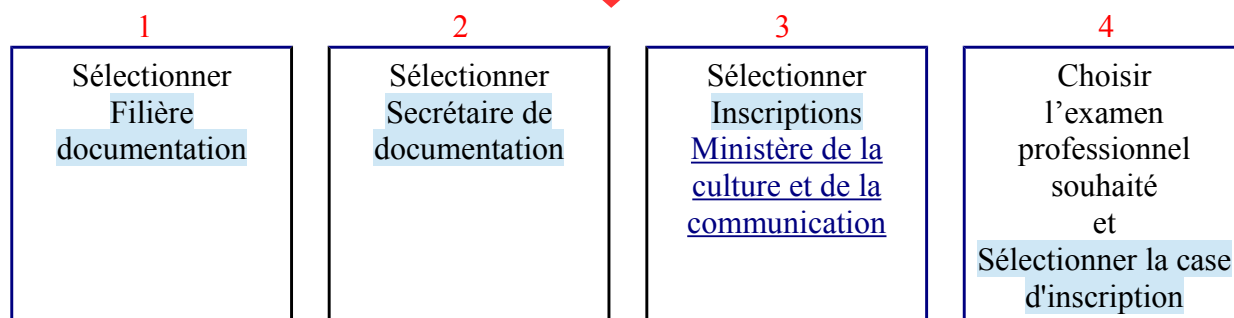 1
Sélectionner
Filière
documentation
2
Sélectionner
Secrétaire de
documentation
3
Sélectionner
Inscriptions
Ministère de la
culture et de la
communication
4
Choisir
l’examen
professionnel
souhaité
et
Sélectionner la case
d'inscription